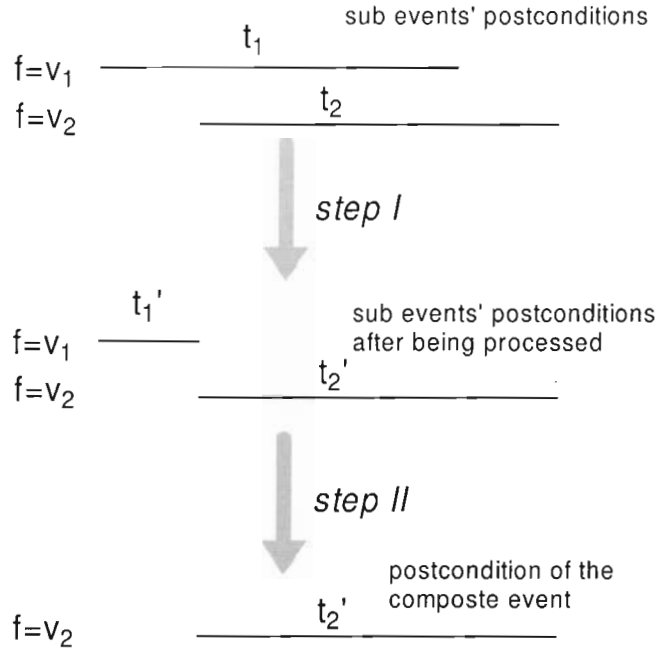 sub events' postconditions
t₁
f=v₁
t₂
f=v₂
step I
t₁'
sub events' postconditions
f=v₁
after being processed
t₂'
f=v₂
step II
postcondition of the
composte event
t₂'
f=v₂